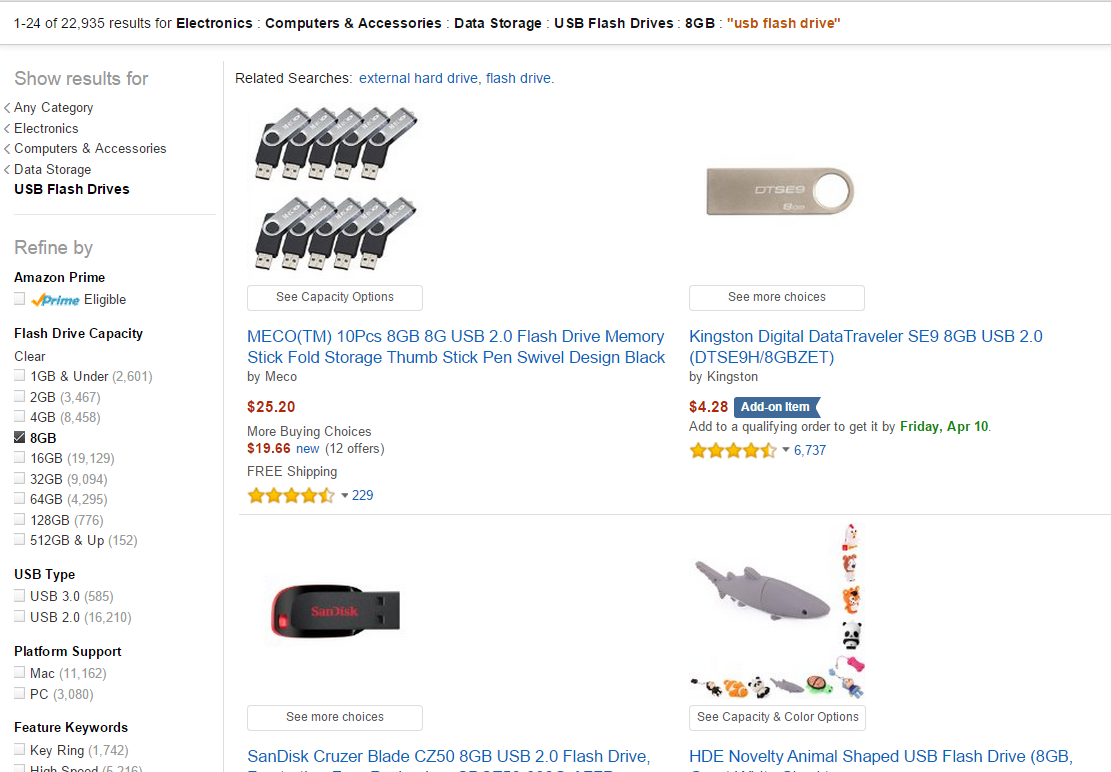 1-24 of 22,935 results for Electronics : Computers & Accessories : Data Storage : USB Flash Drives : 8GB : "usb flash drive"
Show results for
Any Category
Electronics
Computers & Accessories
Data Storage
USB Flash Drives
Refine by
Amazon Prime
Prime Eligible
Flash Drive Capacity
Clear
1GB & Under (2,601)
2GB (3,467)
4GB (8,458)
8GB
16GB (19,129)
32GB (9,094)
64GB (4,295)
128GB (776)
512GB & Up (152)
USB Type
USB 3.0 (585)
USB 2.0 (16,210)
Platform Support
Mac (11,162)
PC (3,080)
Feature Keywords
Key Ring (1,742)
High Speed (5,216)
Related Searches: external hard drive, flash drive.
See Capacity Options
MECO(TM) 10Pcs 8GB 8G USB 2.0 Flash Drive Memory
Stick Fold Storage Thumb Stick Pen Swivel Design Black
by Meco
$25.20
More Buying Choices
$19.66 new (12 offers)
FREE Shipping
229
DTSE9
8GB
See more choices
Kingston Digital DataTraveler SE9 8GB USB 2.0
(DTSE9H/8GBZET)
by Kingston
$4.28 Add-on Item
Add to a qualifying order to get it by Friday, Apr 10.
6,737
SanDisk
See more choices
SanDisk Cruzer Blade CZ50 8GB USB 2.0 Flash Drive,
See Capacity & Color Options
HDE Novelty Animal Shaped USB Flash Drive (8GB,